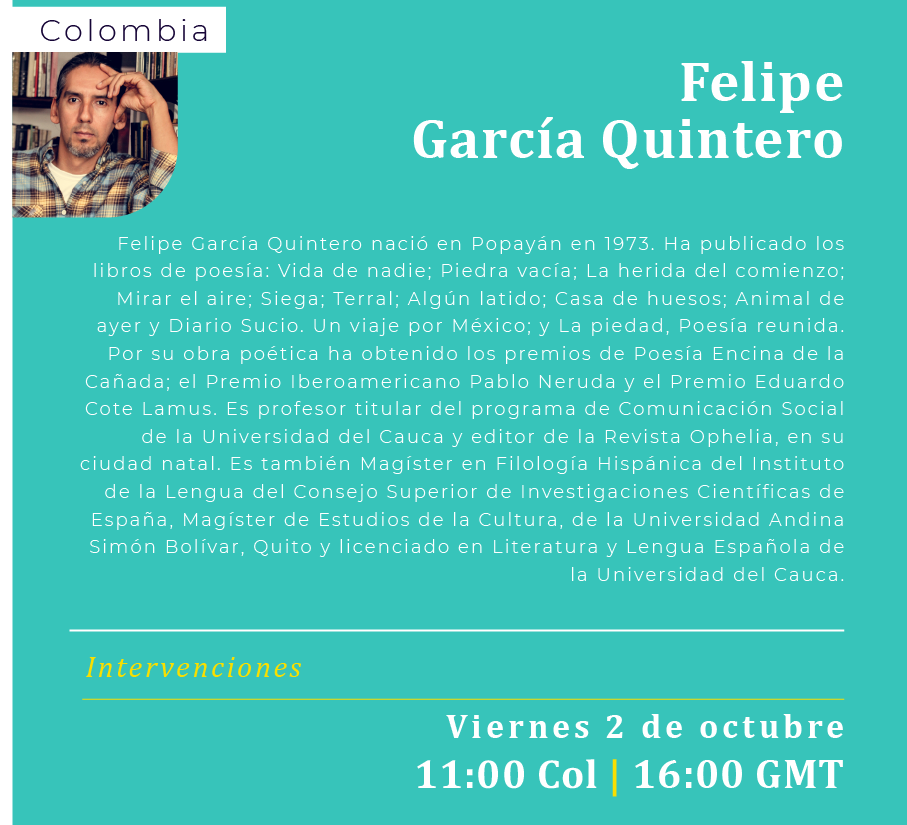 Colombia
Felipe
García Quintero
Felipe García Quintero nació en Popayán en 1973. Ha publicado los
libros de poesía: Vida de nadie; Piedra vacía; La herida del comienzo;
Mirar el aire; Siega; Terral; Algún latido; Casa de huesos; Animal de
ayer y Diario Sucio. Un viaje por México; y La piedad, Poesía reunida.
Por su obra poética ha obtenido los premios de Poesía Encina de la
Cañada; el Premio Iberoamericano Pablo Neruda y el Premio Eduardo
Cote Lamus. Es profesor titular del programa de Comunicación Social
de la Universidad del Cauca y editor de la Revista Ophelia, en su
ciudad natal. Es también Magíster en Filología Hispánica del Instituto
de la Lengua del Consejo Superior de Investigaciones Científicas de
España, Magíster de Estudios de la Cultura, de la Universidad Andina
Simón Bolívar, Quito y licenciado en Literatura y Lengua Española de
la Universidad del Cauca.
Intervenciones
Viernes 2 de octubre
11:00 Col | 16:00 GMT